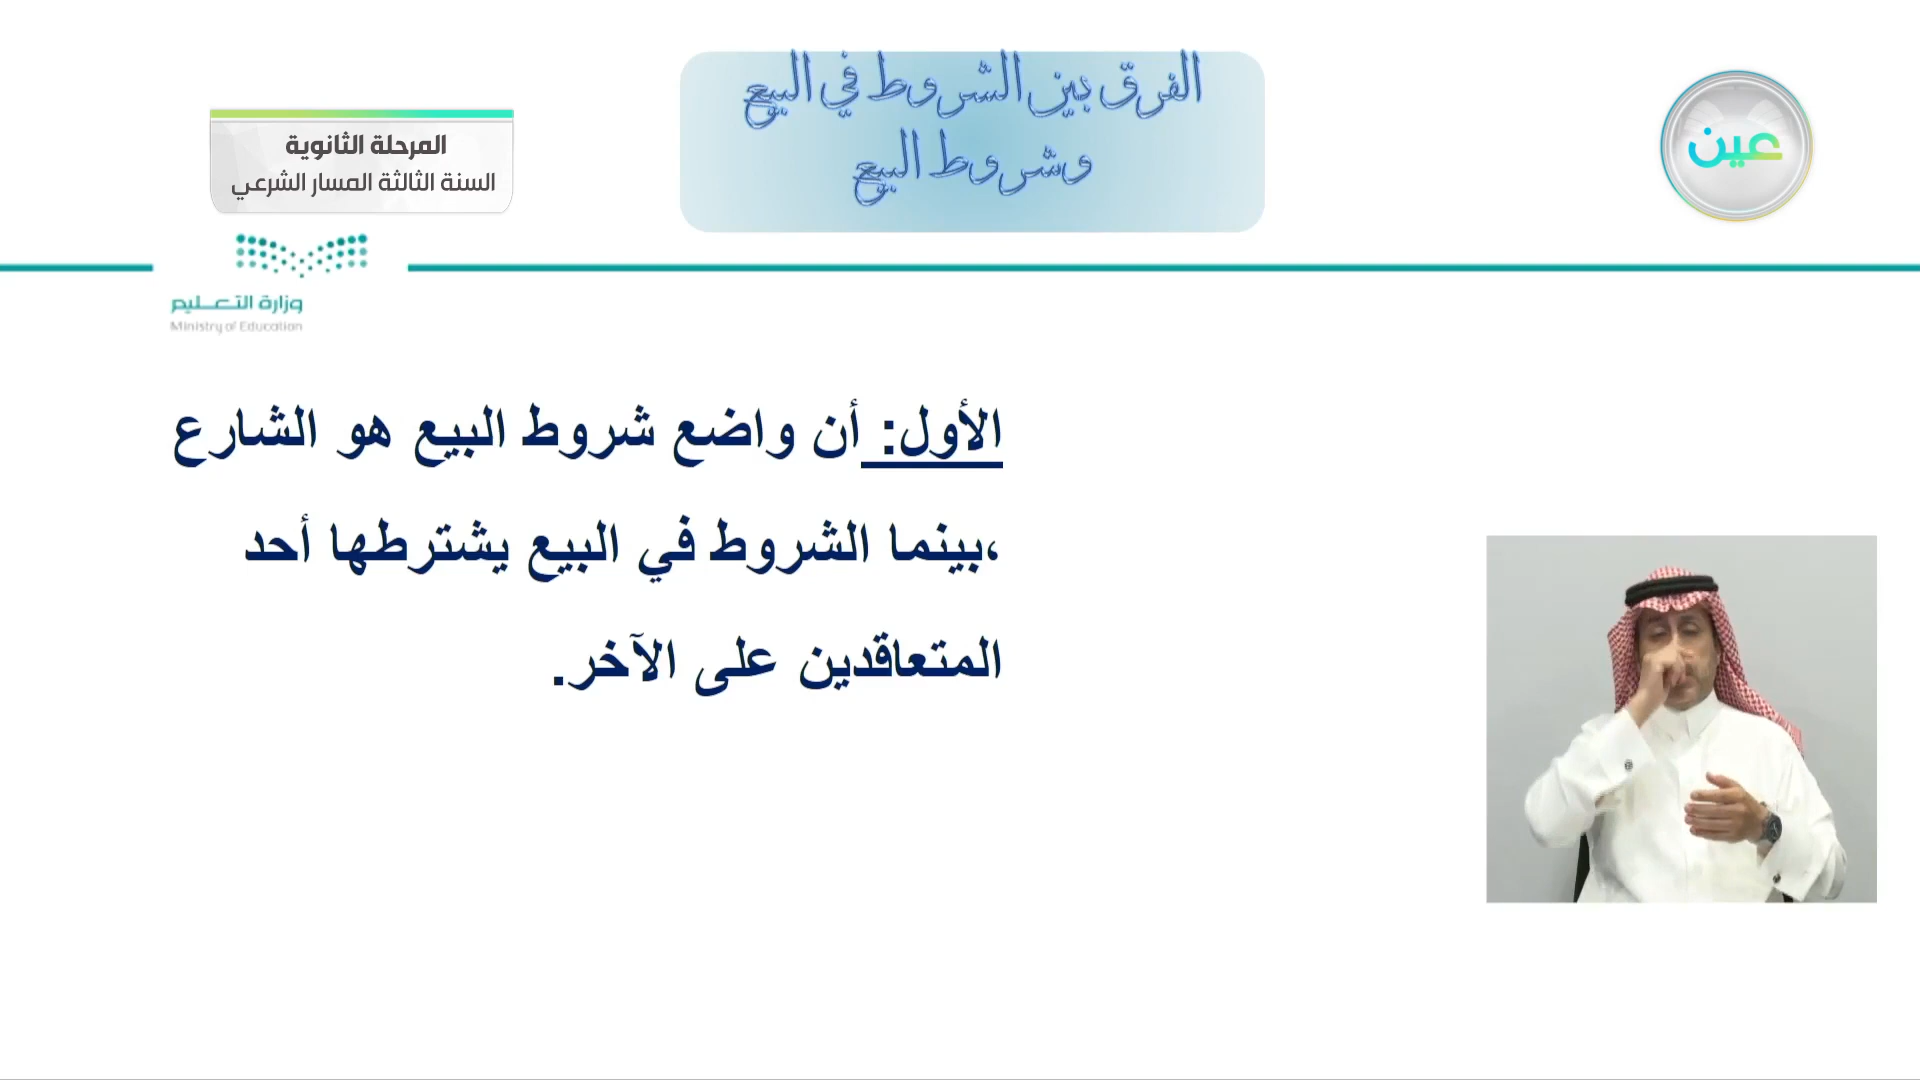 الفرق بين الشروط في البيع
وشروط البيع
عين
المرحلة الثانوية
السنة الثالثة المسار الشرعي
وزارة التعليم
Ministry of Education
الأول: أن واضع شروط البيع هو الشارع
،بينما الشروط في البيع يشترطها أحد
المتعاقدين على الآخر.